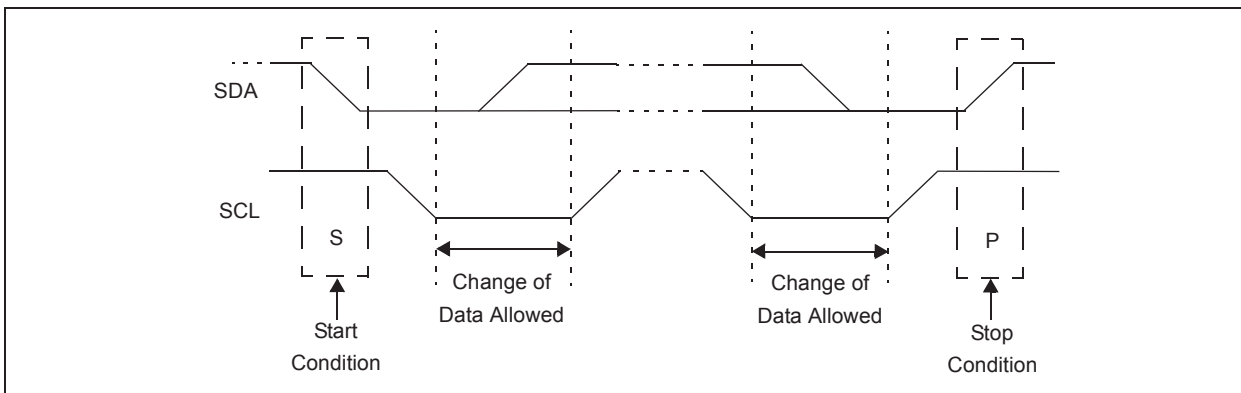 SDA
SCL
S
P
Change of
Data Allowed
Change of
Data Allowed
Start
Condition
Stop
Condition